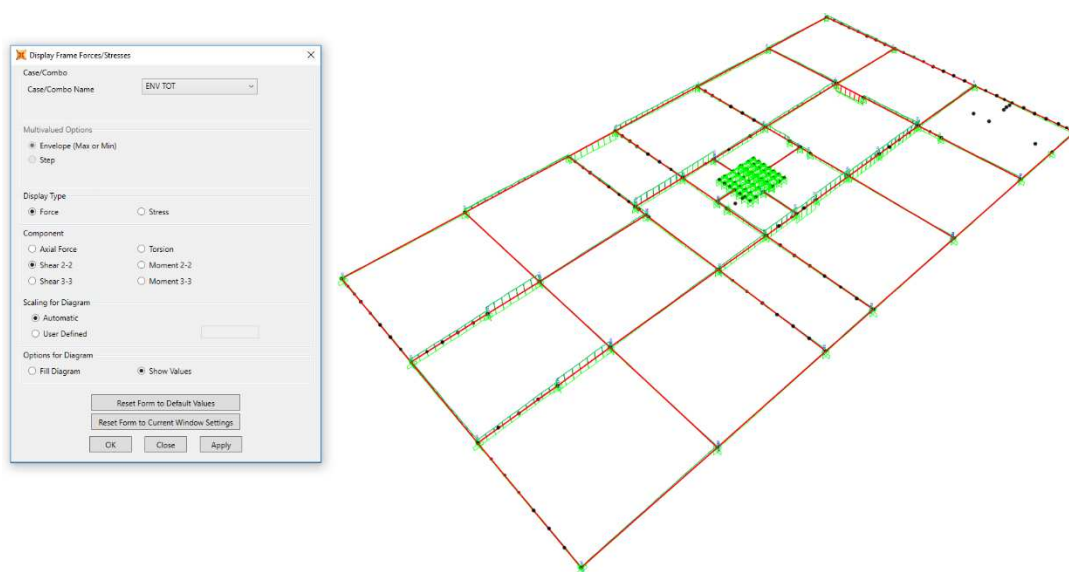 Display Frame Forces/Stresses
Case/Combo
Case/Combo Name ENV TOT
Multivalued Options
Envelope (Max or Min)
Step
Display Type
Force Stress
Component
Axial Force Torsion
Shear 2-2 Moment 2-2
Shear 3-3 Moment 3-3
Scaling for Diagram
Automatic
User Defined
Options for Diagram
Fill Diagram Show Values
Reset Form to Default Values
Reset Form to Current Window Settings
OK Close Apply